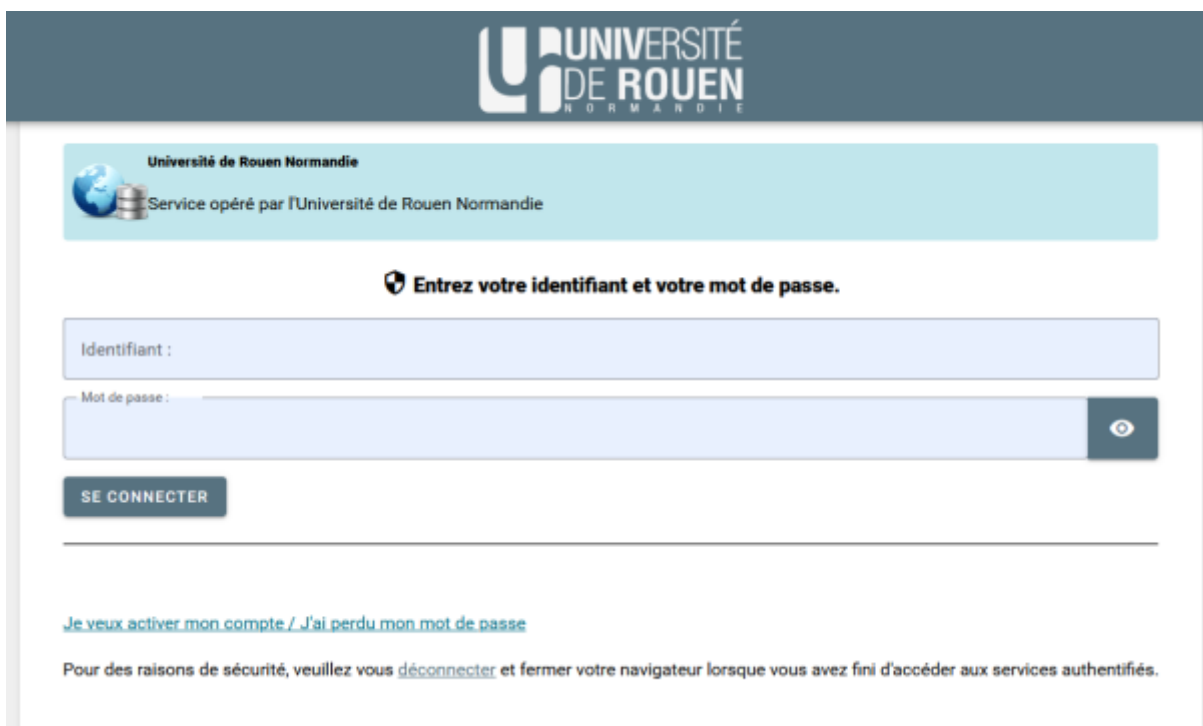 UNIVERSITÉ
DE ROUEN
NORMANDIE
Université de Rouen Normandie
Service opéré par l'Université de Rouen Normandie
Entrez votre identifiant et votre mot de passe.
Identifiant :
Mot de passe :
SE CONNECTER
Je veux activer mon compte / J'ai perdu mon mot de passe
Pour des raisons de sécurité, veuillez vous déconnecter et fermer votre navigateur lorsque vous avez fini d'accéder aux services authentifiés.